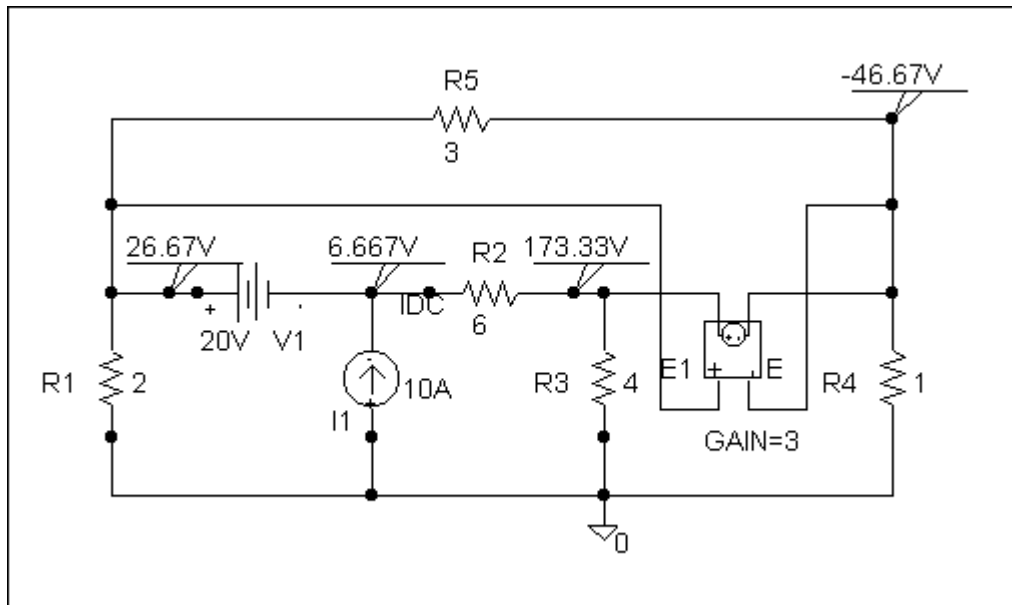 -46.67V
R5
3
26.67V
6.667V
R2
173.33V
+
20V
V1
IDC
6
R1
2
-
+
10A
I1
R3
4
E1
+
-
E
R4
1
GAIN=3
0